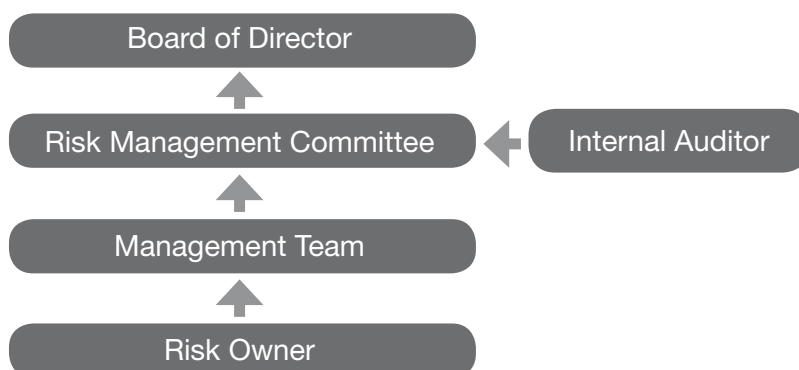 Board of Director
Risk Management Committee
Internal Auditor
Management Team
Risk Owner